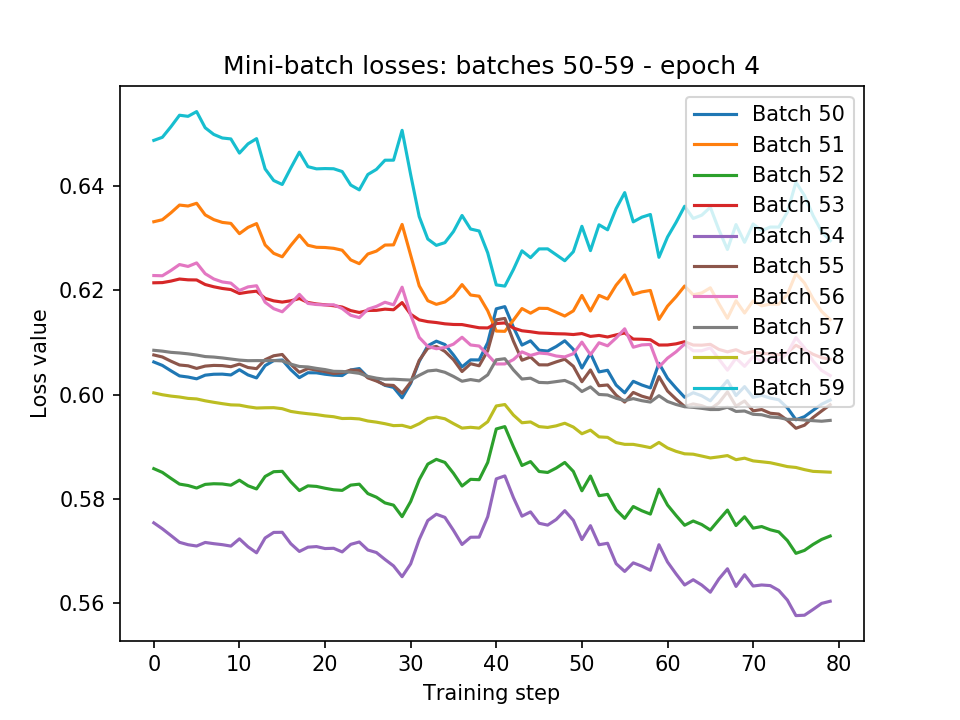 Mini-batch losses: batches 50-59 - epoch 4
Loss value
0.64
0.62
0.60
0.58
0.56
Batch 50
Batch 51
Batch 52
Batch 53
Batch 54
Batch 55
Batch 56
Batch 57
Batch 58
Batch 59
0 10 20 30 40 50 60 70 80
Training step